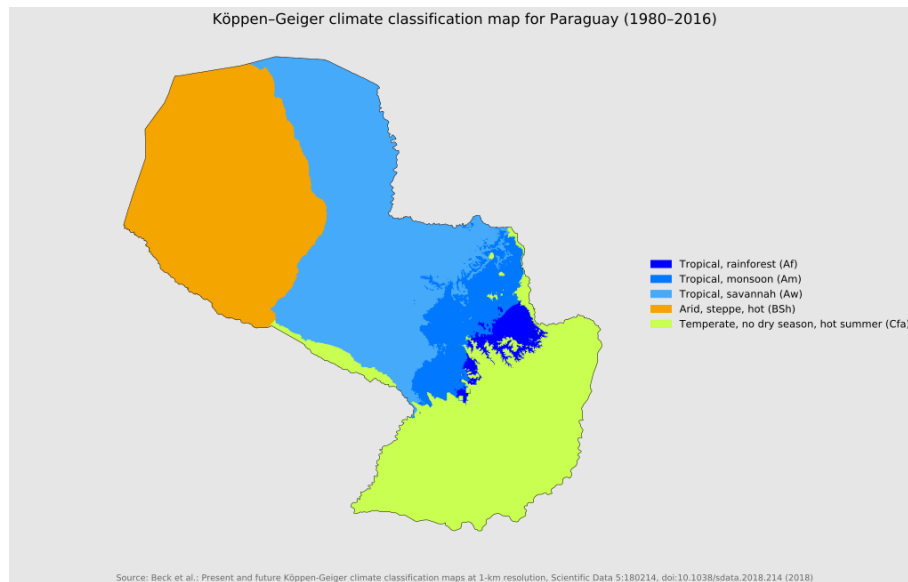 Köppen–Geiger climate classification map for Paraguay (1980–2016)
Tropical, rainforest (Af)
Tropical, monsoon (Am)
Tropical, savannah (Aw)
Arid, steppe, hot (BSh)
Temperate, no dry season, hot summer (Cfa)
Source: Beck et al.: Present and future Köppen-Geiger climate classification maps at 1-km resolution, Scientific Data 5:180214, doi:10.1038/sdata.2018.214 (2018)